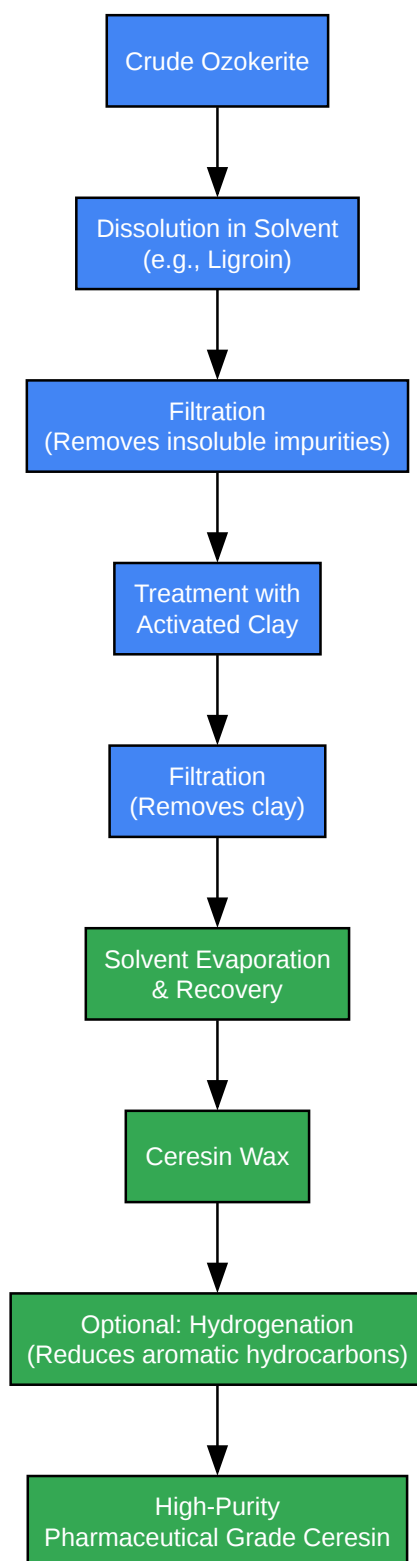 Crude Ozokerite
Dissolution in Solvent
(e.g., Ligroin)
Filtration
(Removes insoluble impurities)
Treatment with
Activated Clay
Filtration
(Removes clay)
Solvent Evaporation
& Recovery
Ceresin Wax
Optional: Hydrogenation
(Reduces aromatic hydrocarbons)
High-Purity
Pharmaceutical Grade Ceresin